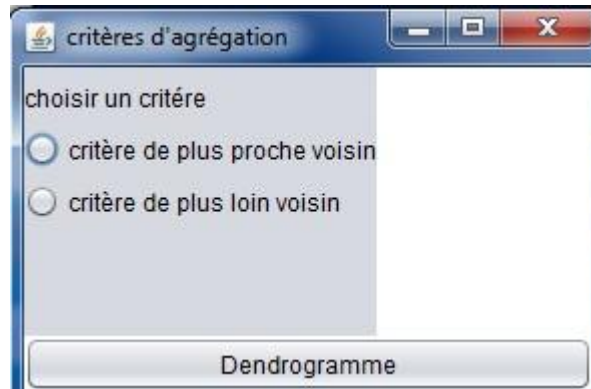 critères d'agrégation
choisir un critére
critère de plus proche voisin
critère de plus loin voisin
Dendrogramme